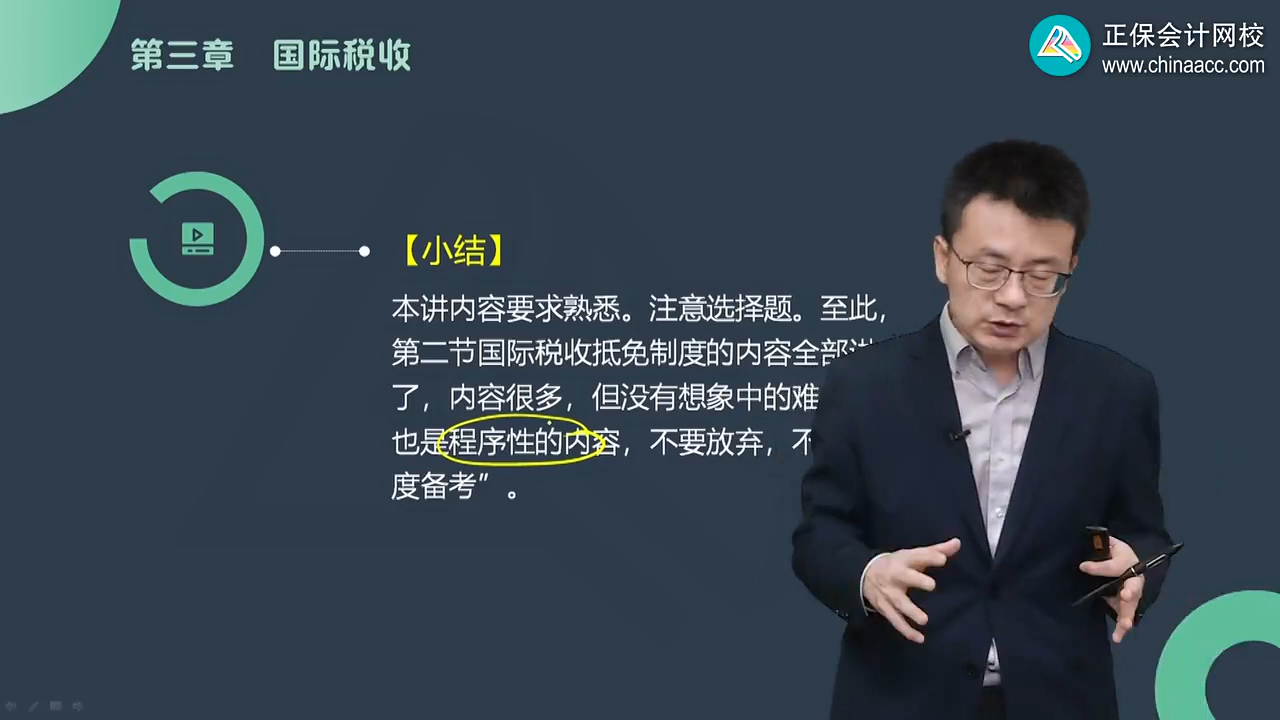 第三章 国际税收
正保会计网校
www.chinaacc.com
【小结】
本讲内容要求熟悉。注意选择题。至此，
第二节国际税收抵免制度的内容全部
了，内容很多，但没有想象中的难
也是程序性的内容，不要放弃，不
度备考”。